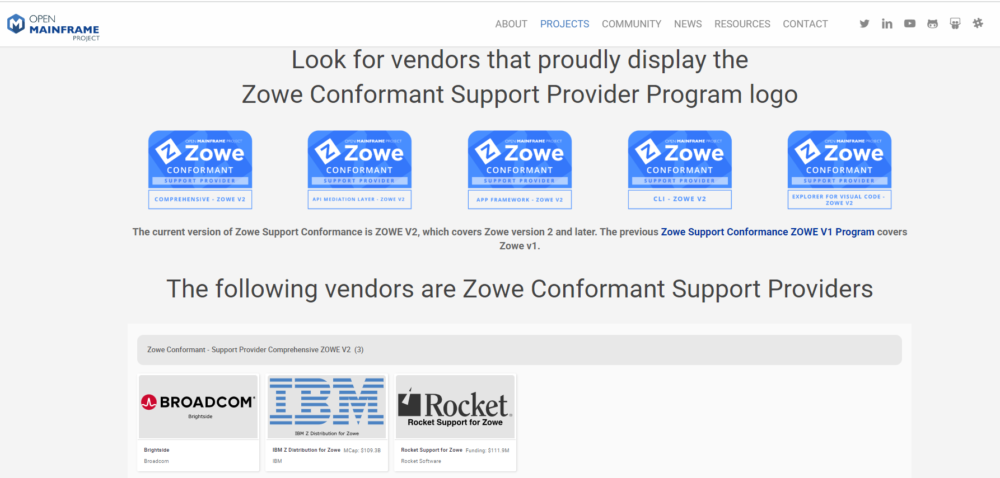 OPEN
MAINFRAME
PROJECT
ABOUT PROJECTS COMMUNITY NEWS RESOURCES CONTACT
Look for vendors that proudly display the
Zowe Conformant Support Provider Program logo
OPEN MAINFRAME PROJECT
Zowe
CONFORMANT
SUPPORT PROVIDER
COMPREHENSIVE - ZOWE V2
OPEN MAINFRAME PROJECT
Zowe
CONFORMANT
SUPPORT PROVIDER
API MEDIATION LAYER - ZOWE V2
OPEN MAINFRAME PROJECT
Zowe
CONFORMANT
SUPPORT PROVIDER
APP FRAMEWORK - ZOWE V2
OPEN MAINFRAME PROJECT
Zowe
CONFORMANT
SUPPORT PROVIDER
CLI - ZOWE V2
OPEN MAINFRAME PROJECT
Zowe
CONFORMANT
SUPPORT PROVIDER
EXPLORER FOR VISUAL CODE -
ZOWE V2
The current version of Zowe Support Conformance is ZOWE V2, which covers Zowe version 2 and later. The previous Zowe Support Conformance ZOWE V1 Program covers
Zowe v1.
The following vendors are Zowe Conformant Support Providers
Zowe Conformant - Support Provider Comprehensive ZOWE V2 (3)
BROADCOM
Brightside
Brightside
Broadcom
IBM
IBM Z Distribution for Zowe
IBM Z Distribution for Zowe MCap: $109.3B
IBM
Rocket®
Rocket Support for Zowe
Rocket Support for Zowe Funding: $111.9M
Rocket Software